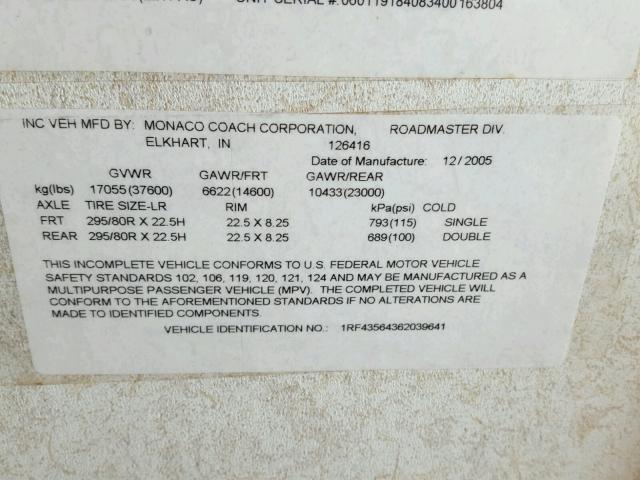 UNIT SERIAL #: 060119184083400163804
INC VEH MFD BY: MONACO COACH CORPORATION, ROADMASTER DIV.
ELKHART, IN 126416
Date of Manufacture: 12/2005
GVWR GAWR/FRT GAWR/REAR
kg(lbs) 17055(37600) 6622(14600) 10433(23000)
AXLE TIRE SIZE-LR RIM kPa(psi) COLD
FRT 295/80R X 22.5H 22.5 X 8.25 793(115) SINGLE
REAR 295/80R X 22.5H 22.5 X 8.25 689(100) DOUBLE
THIS INCOMPLETE VEHICLE CONFORMS TO U.S. FEDERAL MOTOR VEHICLE
SAFETY STANDARDS 102, 106, 119, 120, 121, 124 AND MAY BE MANUFACTURED AS A
MULTIPURPOSE PASSENGER VEHICLE (MPV). THE COMPLETED VEHICLE WILL
CONFORM TO THE AFOREMENTIONED STANDARDS IF NO ALTERATIONS ARE
MADE TO IDENTIFIED COMPONENTS.
VEHICLE IDENTIFICATION NO.: 1RF43564362039641